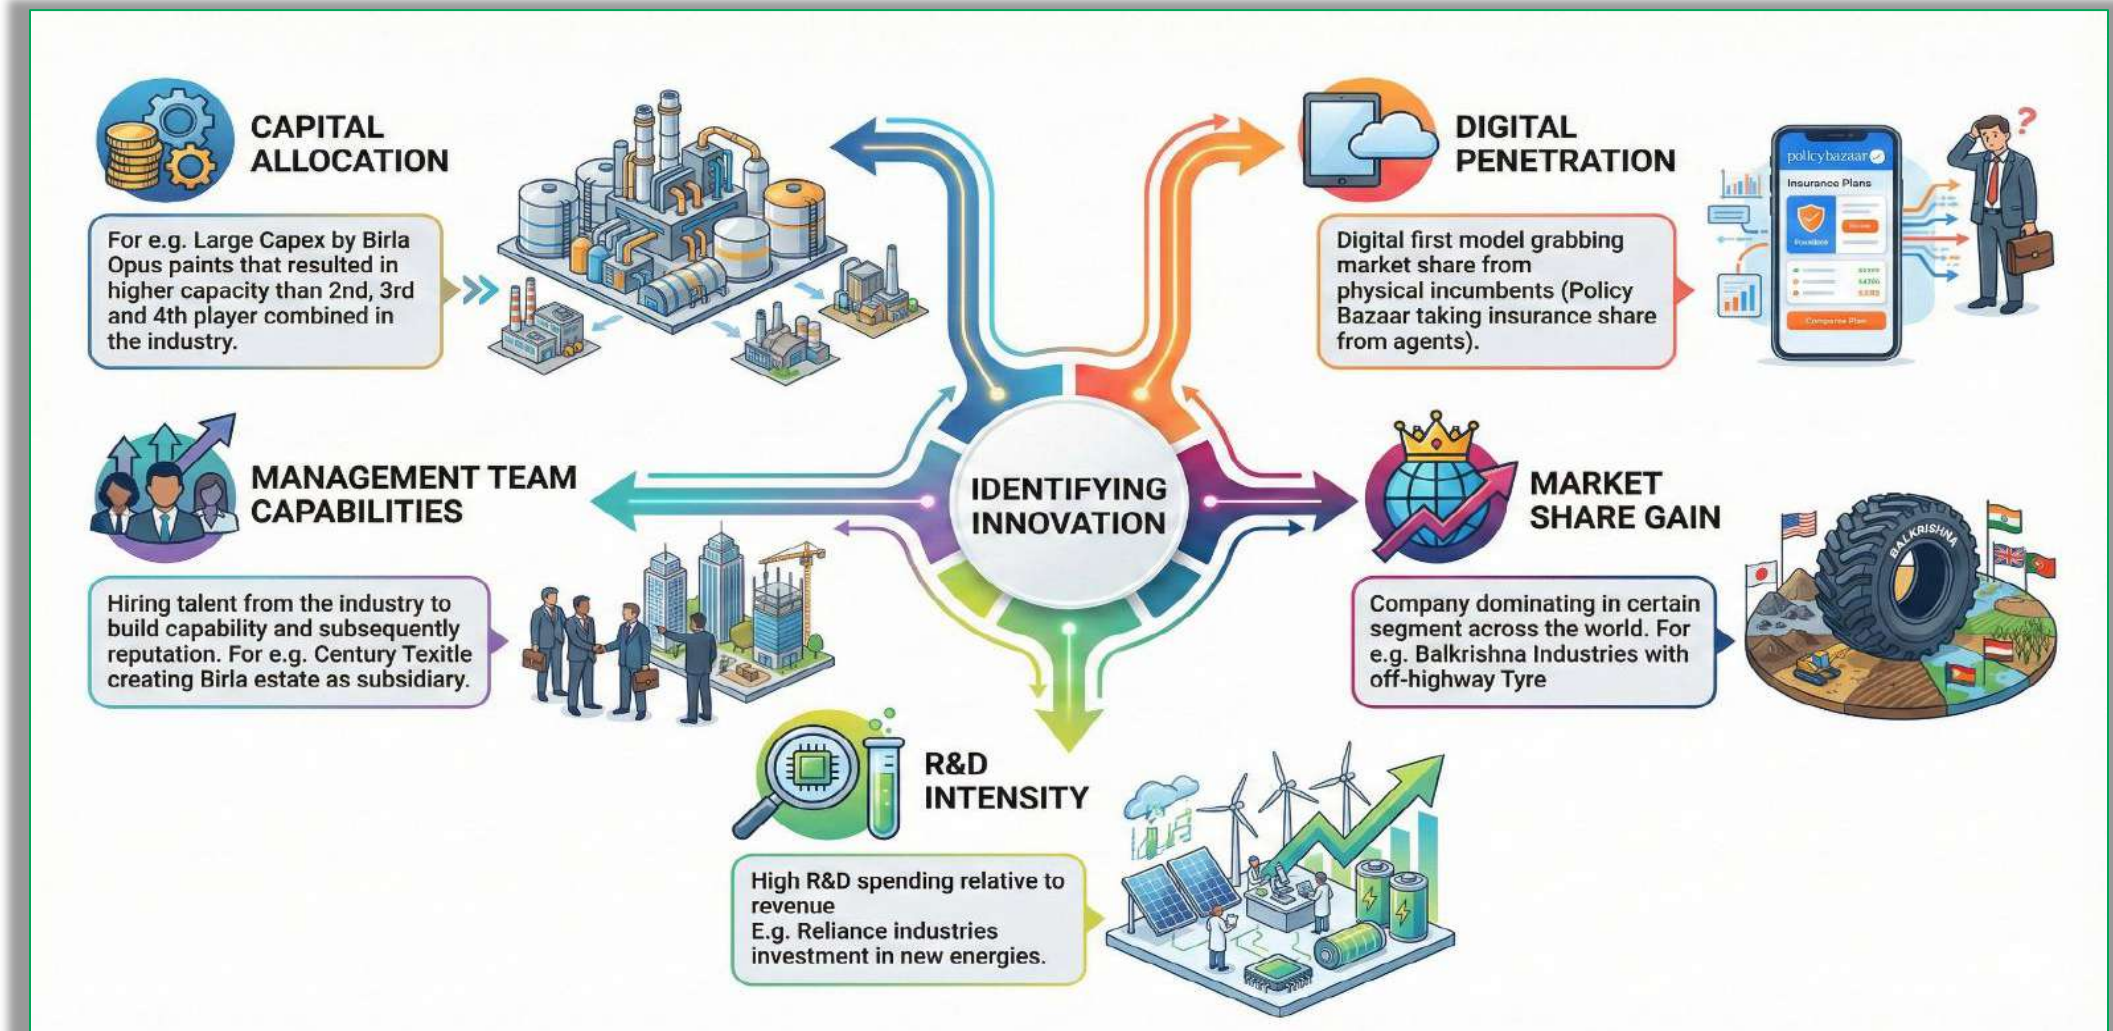 CAPITAL
ALLOCATION
For e.g. Large Capex by Birla
Opus paints that resulted in
higher capacity than 2nd, 3rd
and 4th player combined in
the industry.
DIGITAL
PENETRATION
Digital first model grabbing
market share from
physical incumbents (Policy
Bazaar taking insurance share
from agents).
policybazaar
Insurance Plans
?
IDENTIFYING
INNOVATION
MANAGEMENT TEAM
CAPABILITIES
Hiring talent from the industry to
build capability and subsequently
reputation. For e.g. Century Texitle
creating Birla estate as subsidiary.
MARKET
SHARE GAIN
Company dominating in certain
segment across the world. For
e.g. Balkrishna Industries with
off-highway Tyre
BALKRISHNA
R&D
INTENSITY
High R&D spending relative to
revenue
E.g. Reliance industries
investment in new energies.